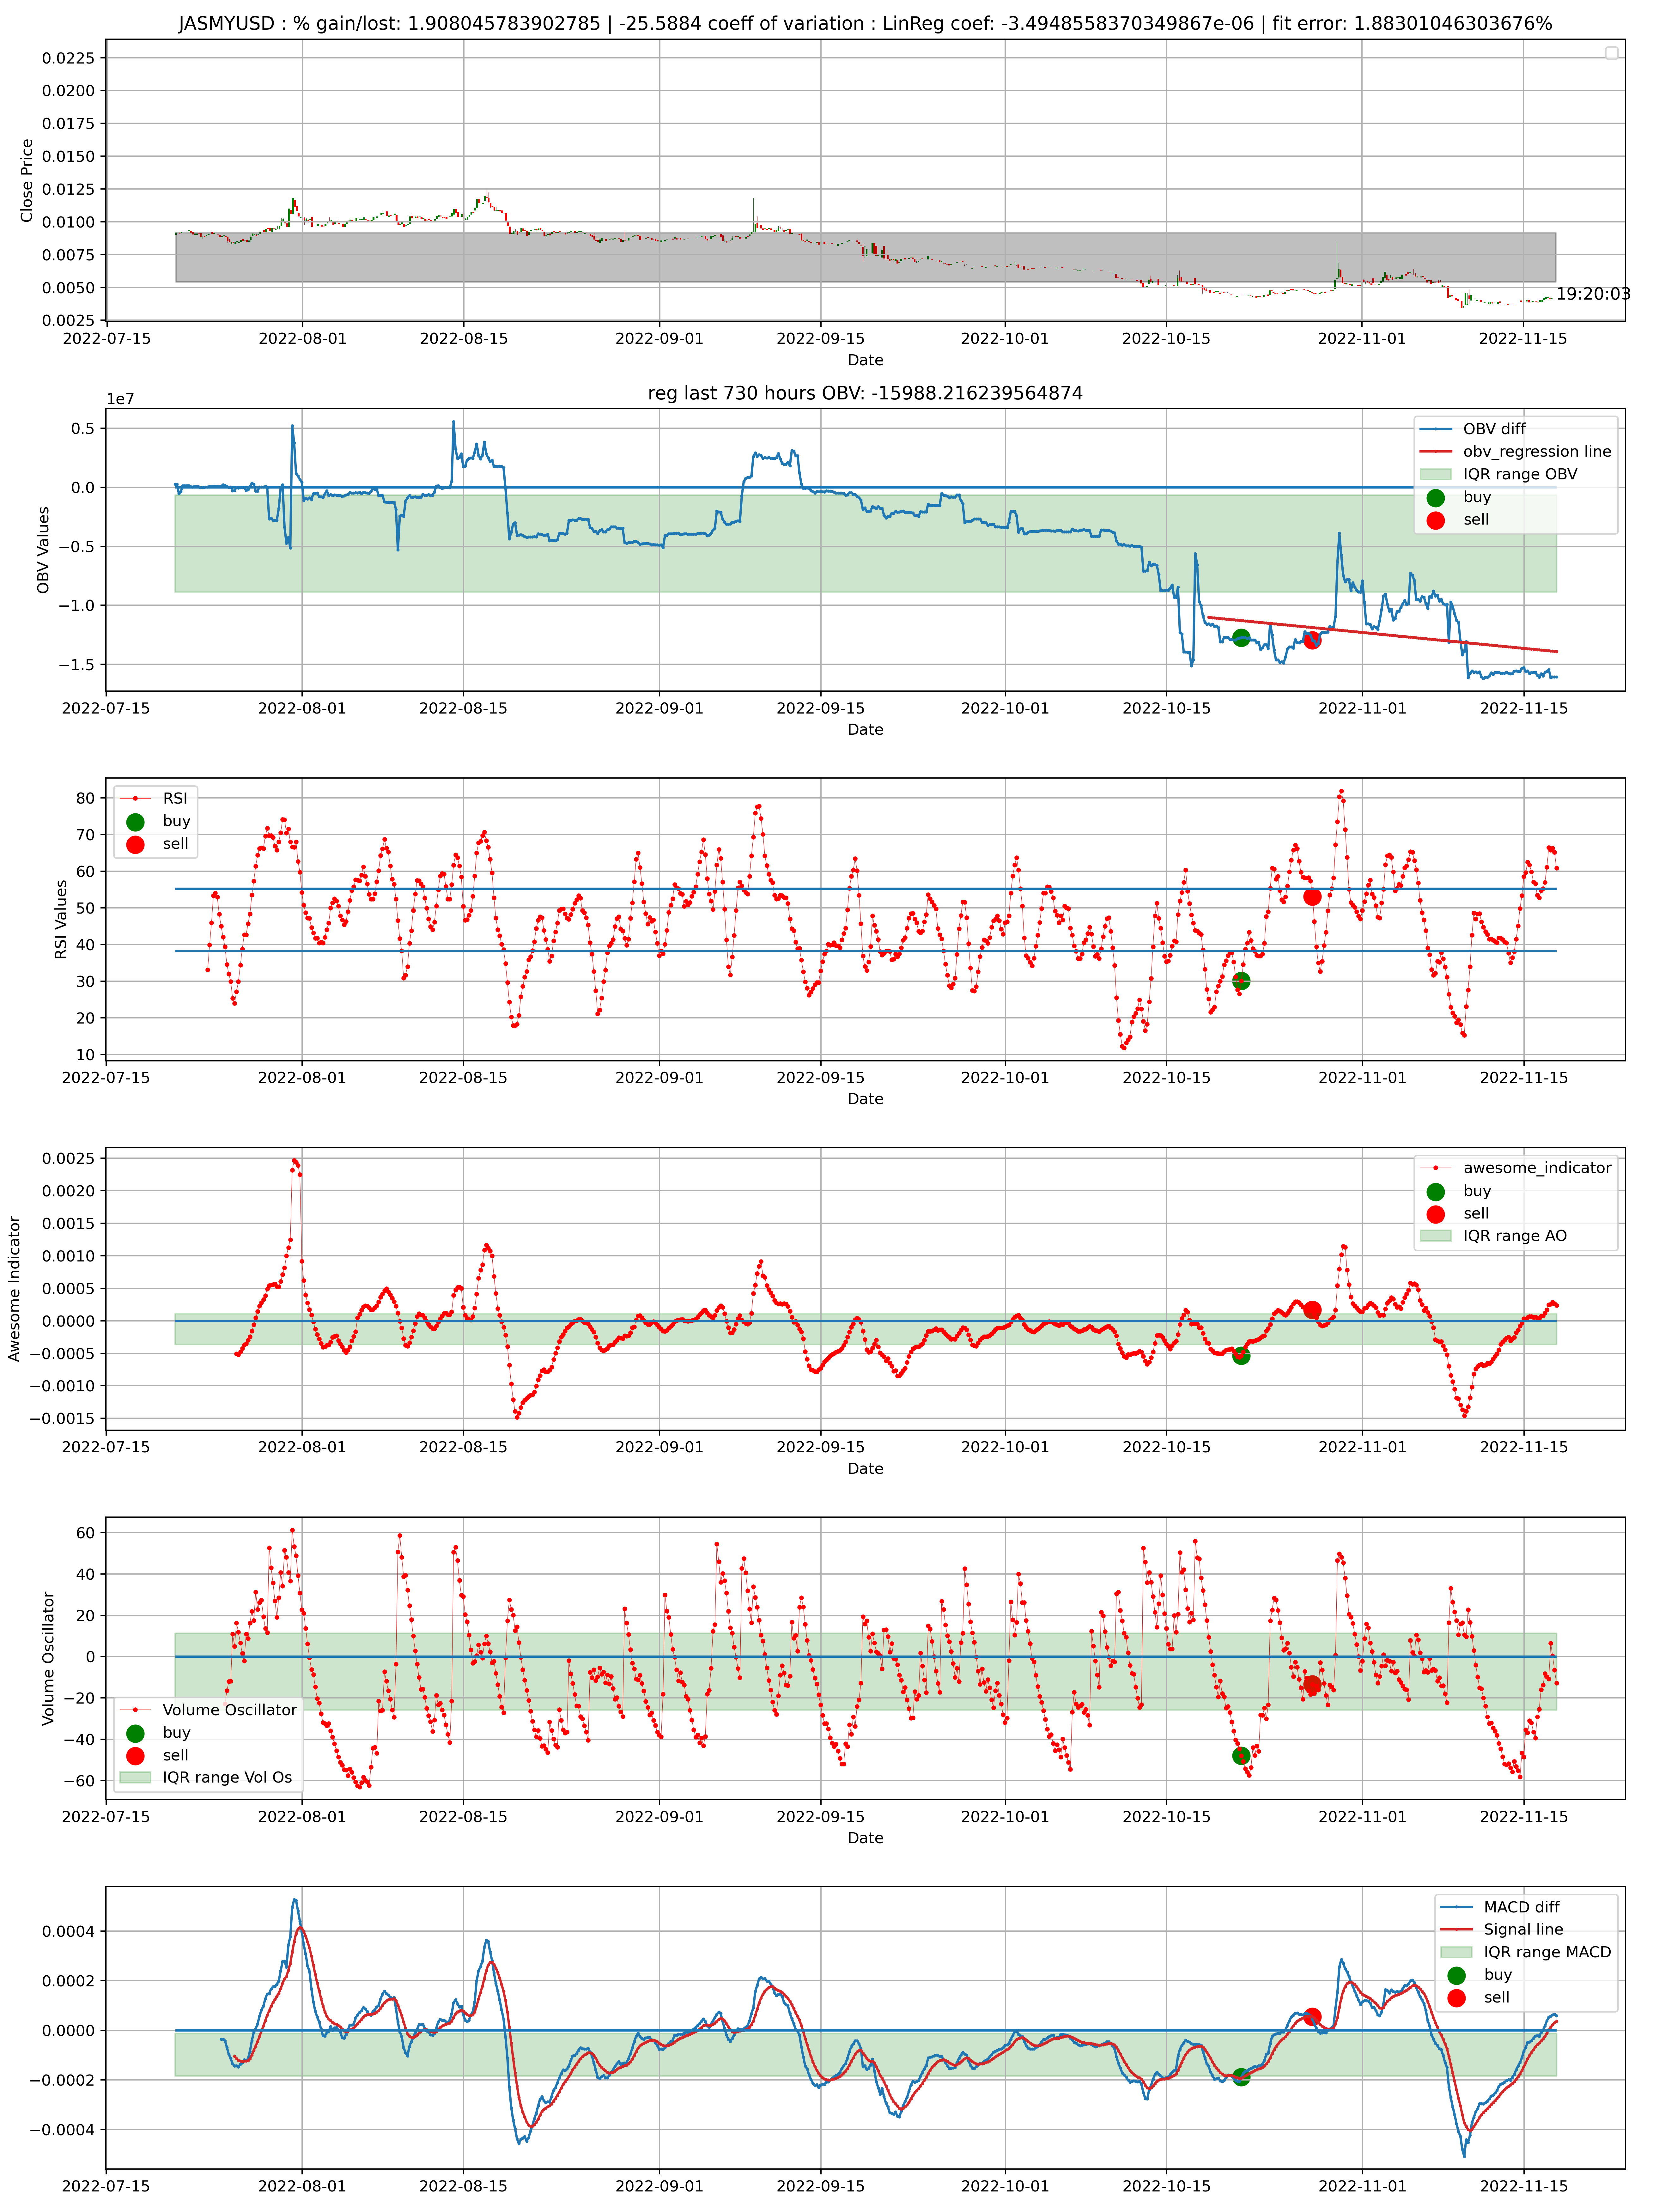 JASMYUSD : % gain/lost: 1.908045783902785 | -25.5884 coeff of variation : LinReg coef: -3.4948558370349867e-06 | fit error: 1.88301046303676%
Close Price
0.0225
0.0200
0.0175
0.0150
0.0125
0.0100
0.0075
0.0050
0.0025
19:20:03
2022-07-15 2022-08-01 2022-08-15 2022-09-01 2022-09-15 2022-10-01 2022-10-15 2022-11-01 2022-11-15
Date
reg last 730 hours OBV: -15988.216239564874
1e7
OBV Values
0.5
0.0
−0.5
−1.0
−1.5
OBV diff
obv_regression line
IQR range OBV
buy
sell
2022-07-15 2022-08-01 2022-08-15 2022-09-01 2022-09-15 2022-10-01 2022-10-15 2022-11-01 2022-11-15
Date
RSI Values
80
70
60
50
40
30
20
10
RSI
buy
sell
2022-07-15 2022-08-01 2022-08-15 2022-09-01 2022-09-15 2022-10-01 2022-10-15 2022-11-01 2022-11-15
Date
Awesome Indicator
0.0025
0.0020
0.0015
0.0010
0.0005
0.0000
−0.0005
−0.0010
−0.0015
awesome_indicator
buy
sell
IQR range AO
2022-07-15 2022-08-01 2022-08-15 2022-09-01 2022-09-15 2022-10-01 2022-10-15 2022-11-01 2022-11-15
Date
Volume Oscillator
60
40
20
0
−20
−40
−60
Volume Oscillator
buy
sell
IQR range Vol Os
2022-07-15 2022-08-01 2022-08-15 2022-09-01 2022-09-15 2022-10-01 2022-10-15 2022-11-01 2022-11-15
Date
0.0004
0.0002
0.0000
−0.0002
−0.0004
MACD diff
Signal line
IQR range MACD
buy
sell
2022-07-15 2022-08-01 2022-08-15 2022-09-01 2022-09-15 2022-10-01 2022-10-15 2022-11-01 2022-11-15